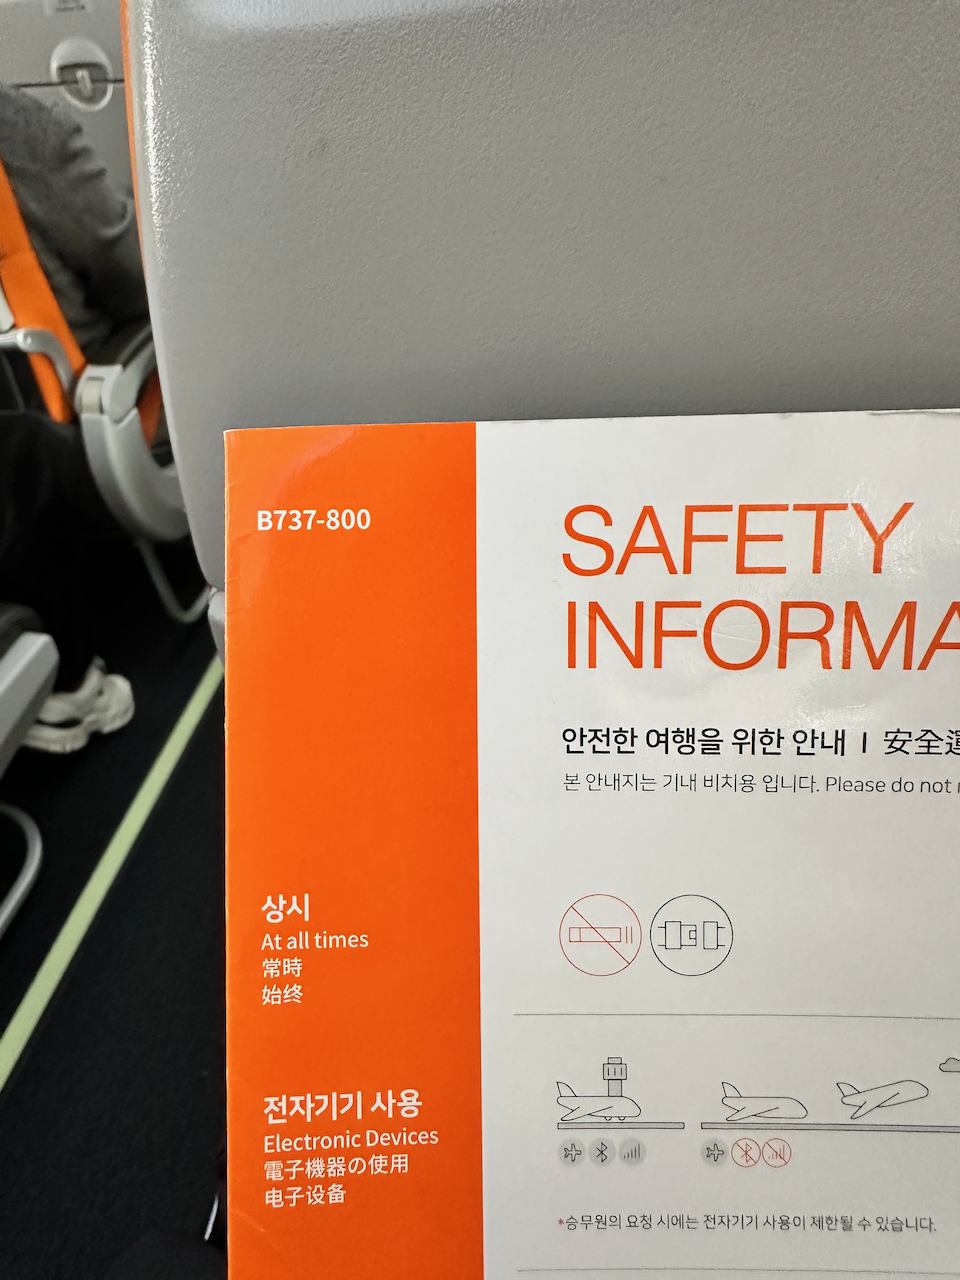 B737-800
SAFETY
INFORMA
안전한 여행을 위한 안내 | 安全運
본 안내지는 기내 비치용 입니다. Please do not
상시
At all times
常時
始终
전자기기 사용
Electronic Devices
電子機器の使用
电子设备
*승무원의 요청 시에는 전자기기 사용이 제한될 수 있습니다.